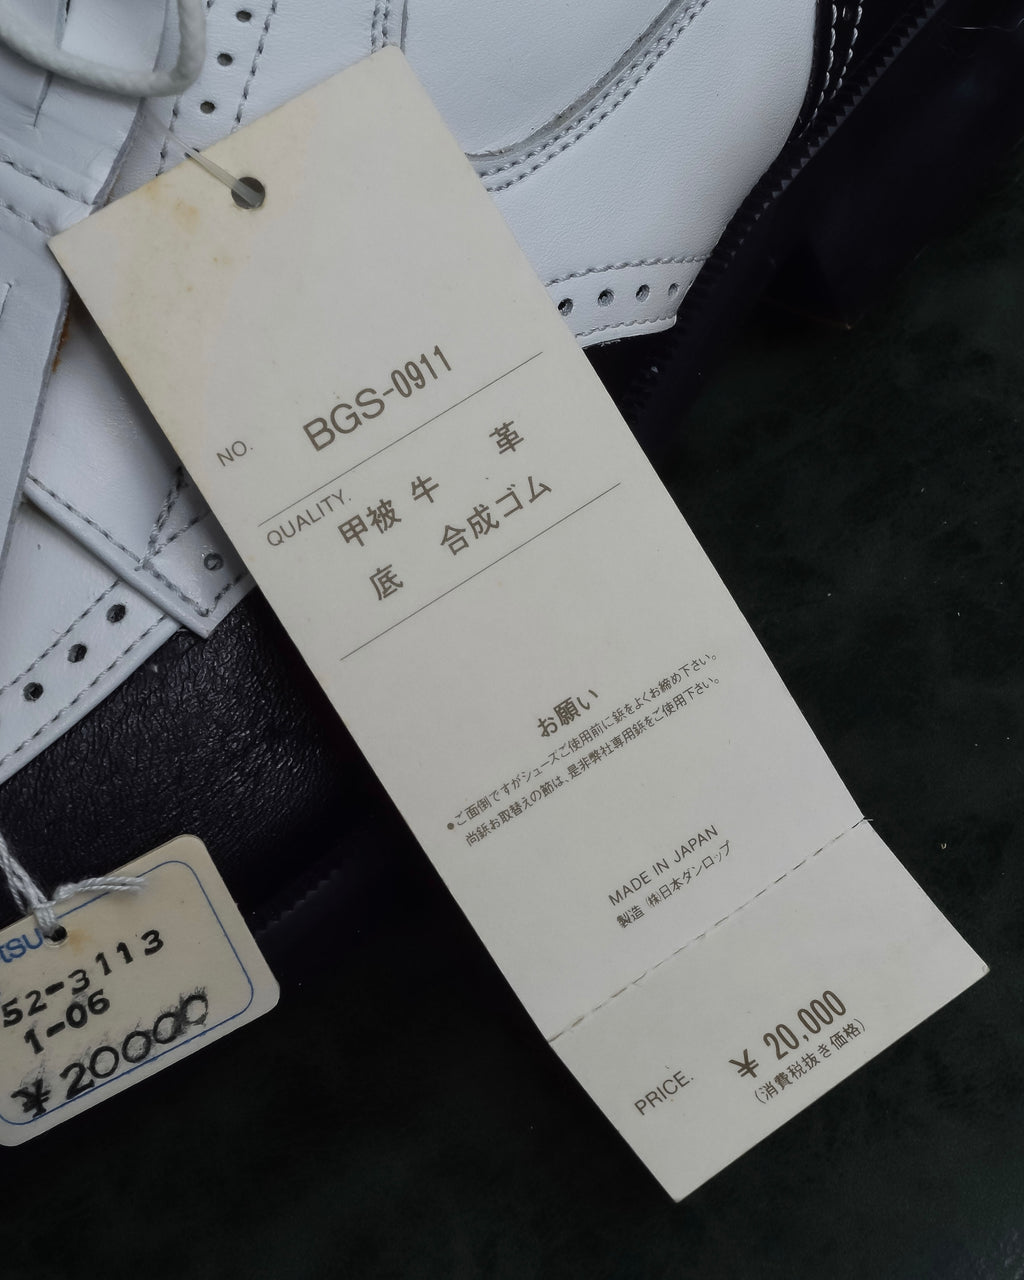 NO. BGS-0911
QUALITY. 甲被 牛 革
底 合成ゴム
お願い
●ご面倒ですがシューズご使用前に鋲をよくお締め下さい。
尚鋲お取替えの節は、是非弊社専用鋲をご使用下さい。
MADE IN JAPAN
製造 (株)日本ダンロップ
PRICE. ¥ 20,000
(消費税抜き価格)
tsu
52-3113
1-06
¥20000